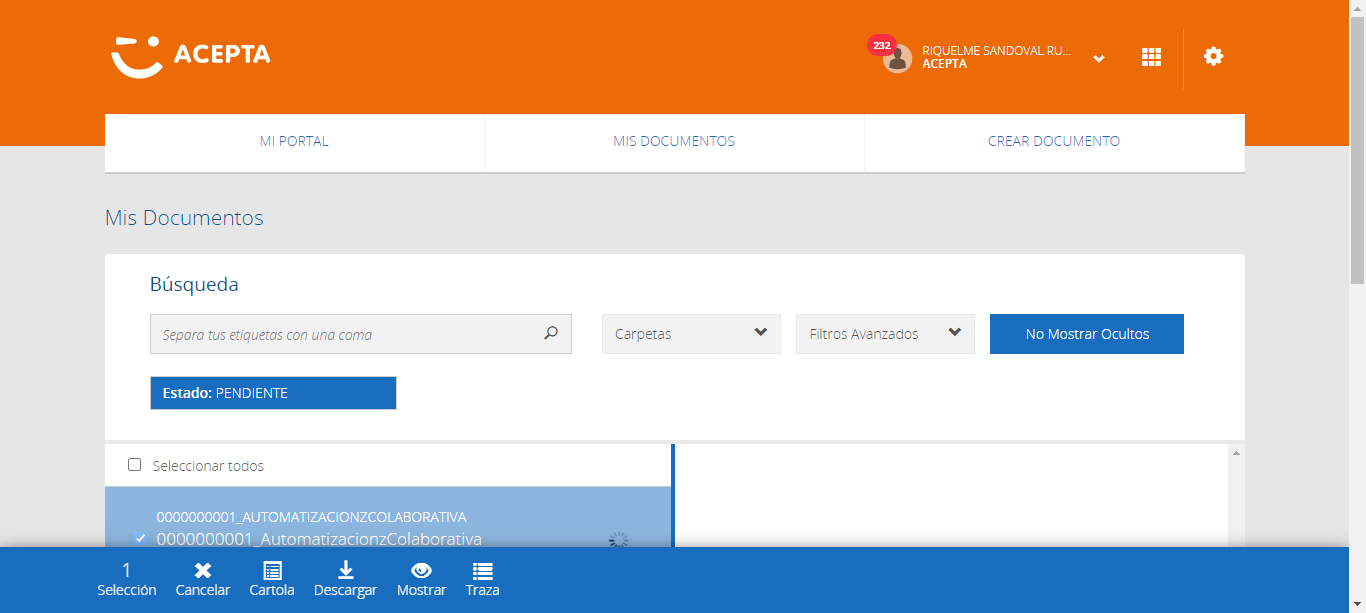 ACEPTA
232
RIQUELME SANDOVAL RU...
ACEPTA
MI PORTAL
MIS DOCUMENTOS
CREAR DOCUMENTO
Mis Documentos
Búsqueda
Separa tus etiquetas con una coma
Carpetas
Filtros Avanzados
No Mostrar Ocultos
Estado: PENDIENTE
Seleccionar todos
0000000001_AUTOMATIZACIONZCOLABORATIVA
0000000001_AutomatizacionzColaborativa
1
Selección
Cancelar
Cartola
Descargar
Mostrar
Traza